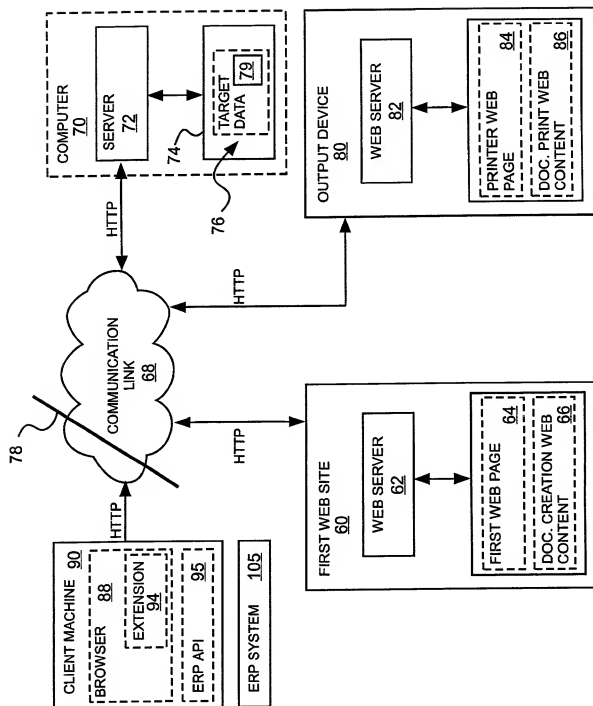 CLIENT MACHINE 90
BROWSER
88
EXTENSION
94
ERP API 95
ERP SYSTEM 105
HTTP
78
COMMUNICATION
LINK
68
HTTP
COMPUTER
70
SERVER
72
74
TARGET
DATA
79
76
HTTP
HTTP
FIRST WEB SITE
60
WEB SERVER
62
FIRST WEB PAGE 64
DOC. CREATION WEB
CONTENT 66
OUTPUT DEVICE
80
WEB SERVER
82
PRINTER WEB
PAGE 84
DOC. PRINT WEB
CONTENT 86